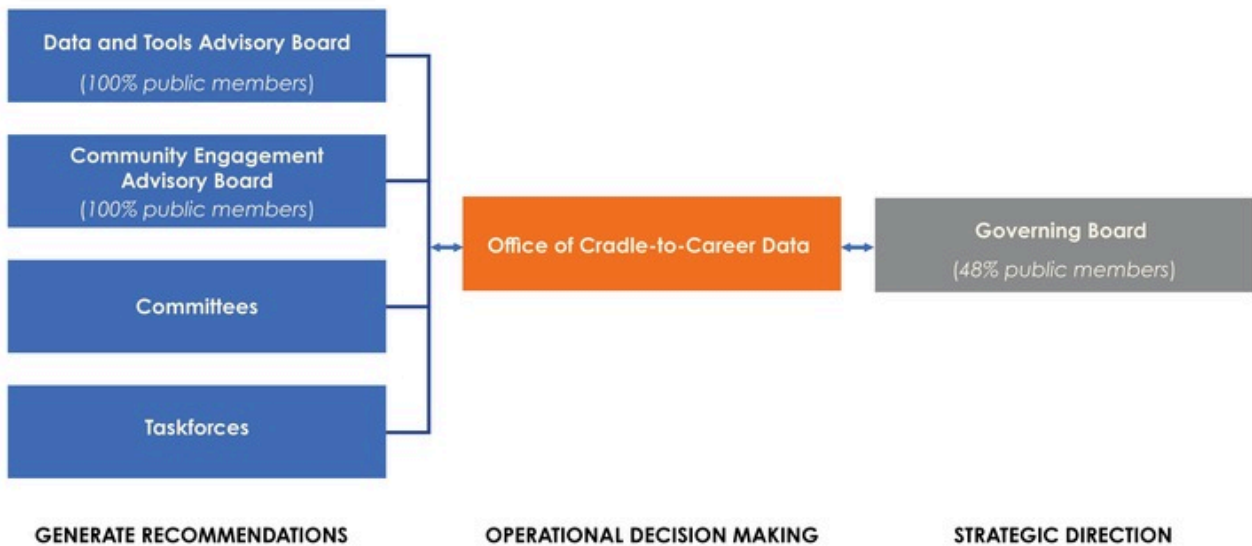 Data and Tools Advisory Board
(100% public members)
Community Engagement
Advisory Board
(100% public members)
Committees
Taskforces
Office of Cradle-to-Career Data
Governing Board
(48% public members)
GENERATE RECOMMENDATIONS
OPERATIONAL DECISION MAKING
STRATEGIC DIRECTION